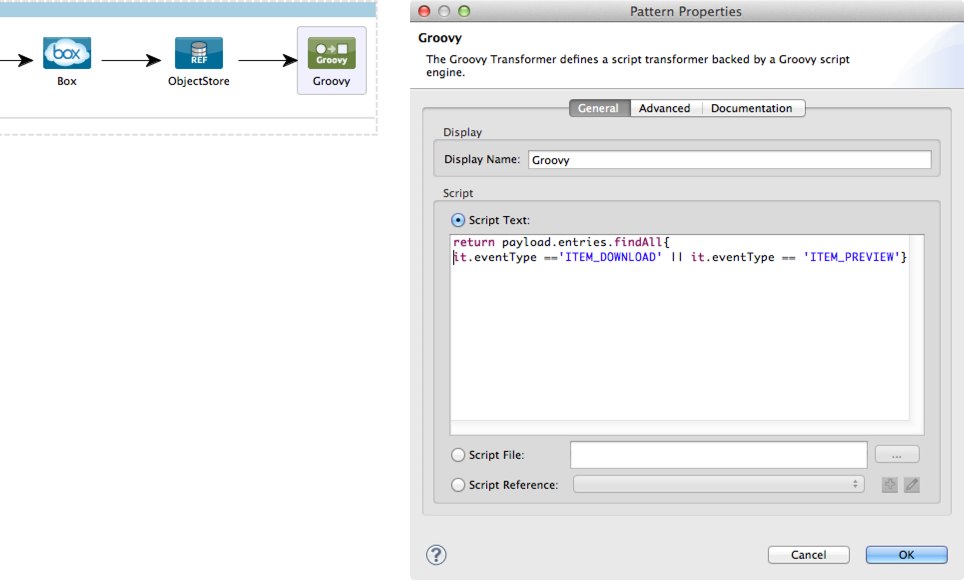 box
Box
REF
ObjectStore
Groovy
Groovy
Pattern Properties
Groovy
The Groovy Transformer defines a script transformer backed by a Groovy script
engine.
General Advanced Documentation
Display
Display Name: Groovy
Script
Script Text:
return payload.entries.findAll{
it.eventType =='ITEM_DOWNLOAD' || it.eventType == 'ITEM_PREVIEW'}
Script File: ...
Script Reference:
? Cancel OK